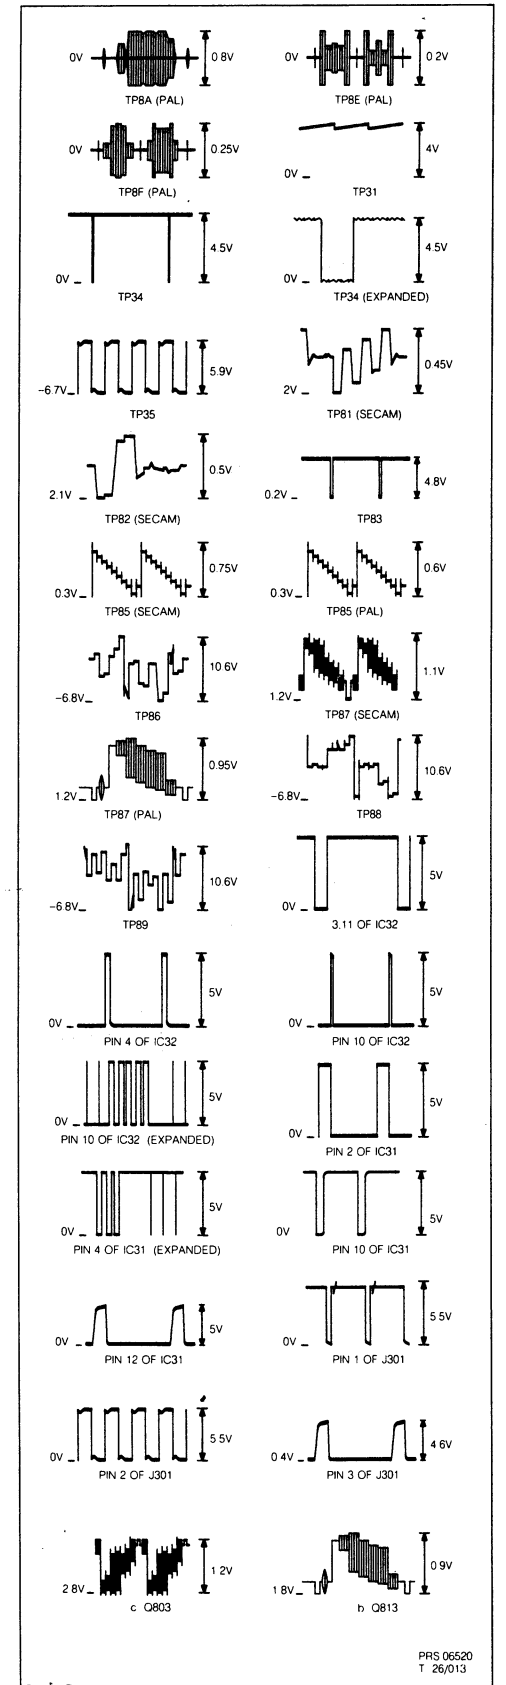 0V 0 8V
TP8A (PAL)
0V 0 2V
TP8E (PAL)
0V 0.25V
TP8F (PAL)
0V 4V
TP31
0V 4.5V
TP34
0V 4.5V
TP34 (EXPANDED)
-6.7V 5.9V
TP35
2V 0 45V
TP81 (SECAM)
2.1V 0.5V
TP82 (SECAM)
0.2V 4.8V
TP83
0.3V 0.75V
TP85 (SECAM)
0.3V 0.6V
TP85 (PAL)
-6.8V 10 6V
TP86
1.2V 1.1V
TP87 (SECAM)
1.2V 0.95V
TP87 (PAL)
-6.8V 10.6V
TP88
-6 8V 10.6V
TP89
0V 5V
3.11 OF IC32
0V 5V
PIN 4 OF IC32
0V 5V
PIN 10 OF IC32
0V 5V
PIN 10 OF IC32 (EXPANDED)
0V 5V
PIN 2 OF IC31
0V 5V
PIN 4 OF IC31 (EXPANDED)
0V 5V
PIN 10 OF IC31
0V 5V
PIN 12 OF IC31
0V 5 5V
PIN 1 OF J301
0V 5 5V
PIN 2 OF J301
0 4V 4 6V
PIN 3 OF J301
2 8V 1 2V
c Q803
1 8V 0 9V
b Q813
PRS 06520
T 26/013